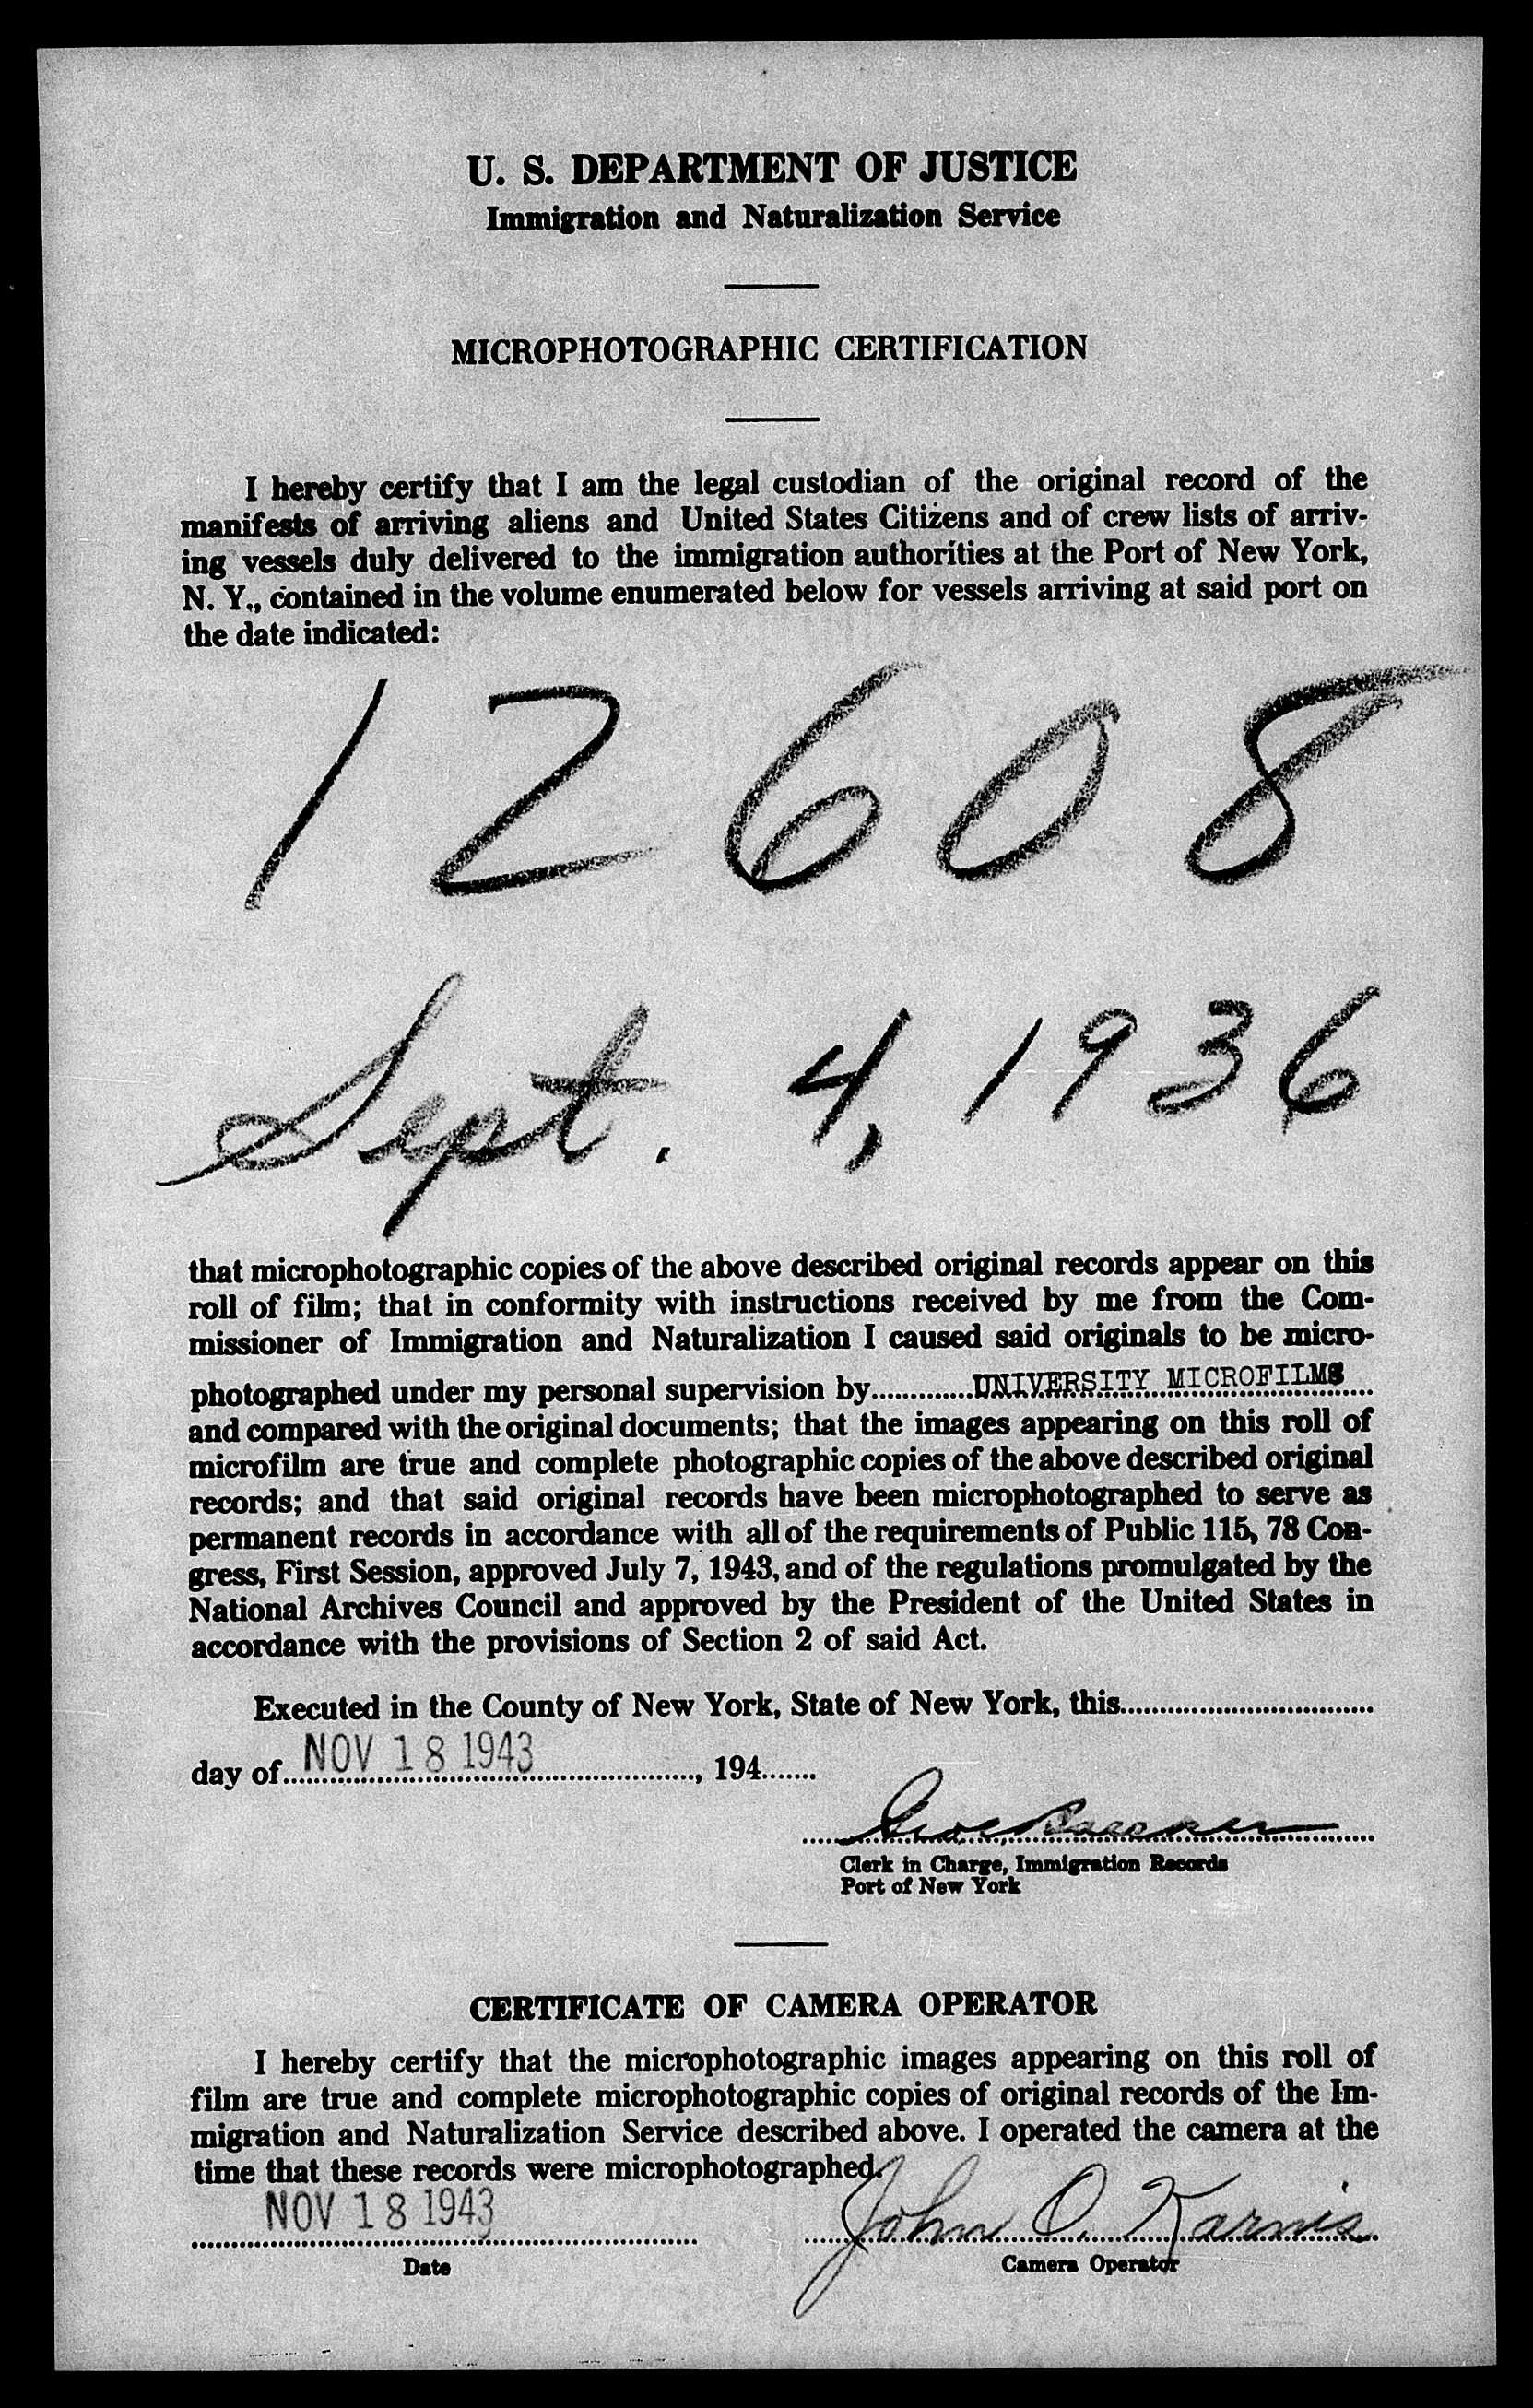 U. S. DEPARTMENT OF JUSTICE
Immigration and Naturalization Service
MICROPHOTOGRAPHIC CERTIFICATION
I hereby certify that I am the legal custodian of the original record of the
manifests of arriving aliens and United States Citizens and of crew lists of arriv-
ing vessels duly delivered to the immigration authorities at the Port of New York,
N. Y., contained in the volume enumerated below for vessels arriving at said port on
the date indicated:
12608
Sept. 4, 1936
that microphotographic copies of the above described original records appear on this
roll of film; that in conformity with instructions received by me from the Com-
missioner of Immigration and Naturalization I caused said originals to be micro-
photographed under my personal supervision by UNIVERSITY MICROFILMS
and compared with the original documents; that the images appearing on this roll of
microfilm are true and complete photographic copies of the above described original
records; and that said original records have been microphotographed to serve as
permanent records in accordance with all of the requirements of Public 115, 78 Con-
gress, First Session, approved July 7, 1943, and of the regulations promulgated by the
National Archives Council and approved by the President of the United States in
accordance with the provisions of Section 2 of said Act.
Executed in the County of New York, State of New York, this
day of NOV 18 1943, 194
Clerk in Charge, Immigration Records
Port of New York
CERTIFICATE OF CAMERA OPERATOR
I hereby certify that the microphotographic images appearing on this roll of
film are true and complete microphotographic copies of original records of the Im-
migration and Naturalization Service described above. I operated the camera at the
time that these records were microphotographed.
NOV 18 1943 John O. Karnis
Date Camera Operator